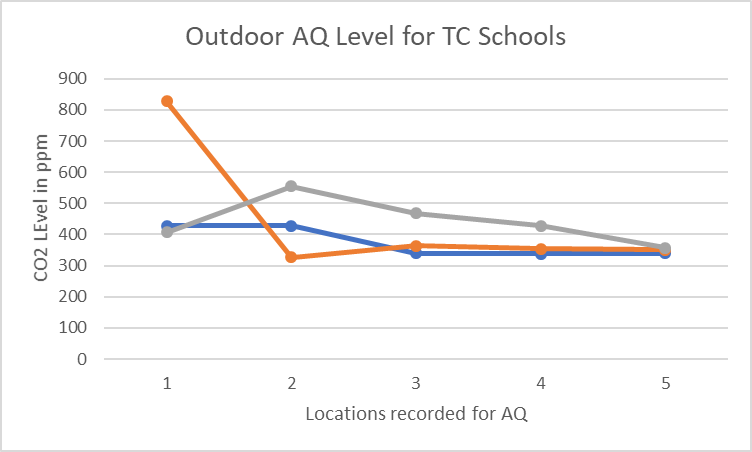 Outdoor AQ Level for TC Schools
CO2 LEvel in ppm
900
800
700
600
500
400
300
200
100
0
1 2 3 4 5
Locations recorded for AQ